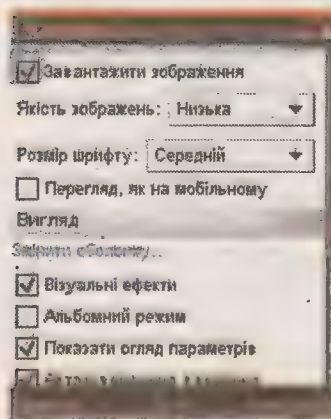 Завантажити зображення
Якість зображень: Низька
Розмір шрифту: Середній
Перегляд, як на мобільному
Вигляд
Візуальні ефекти
Альбомний режим
Показати огляд параметрів